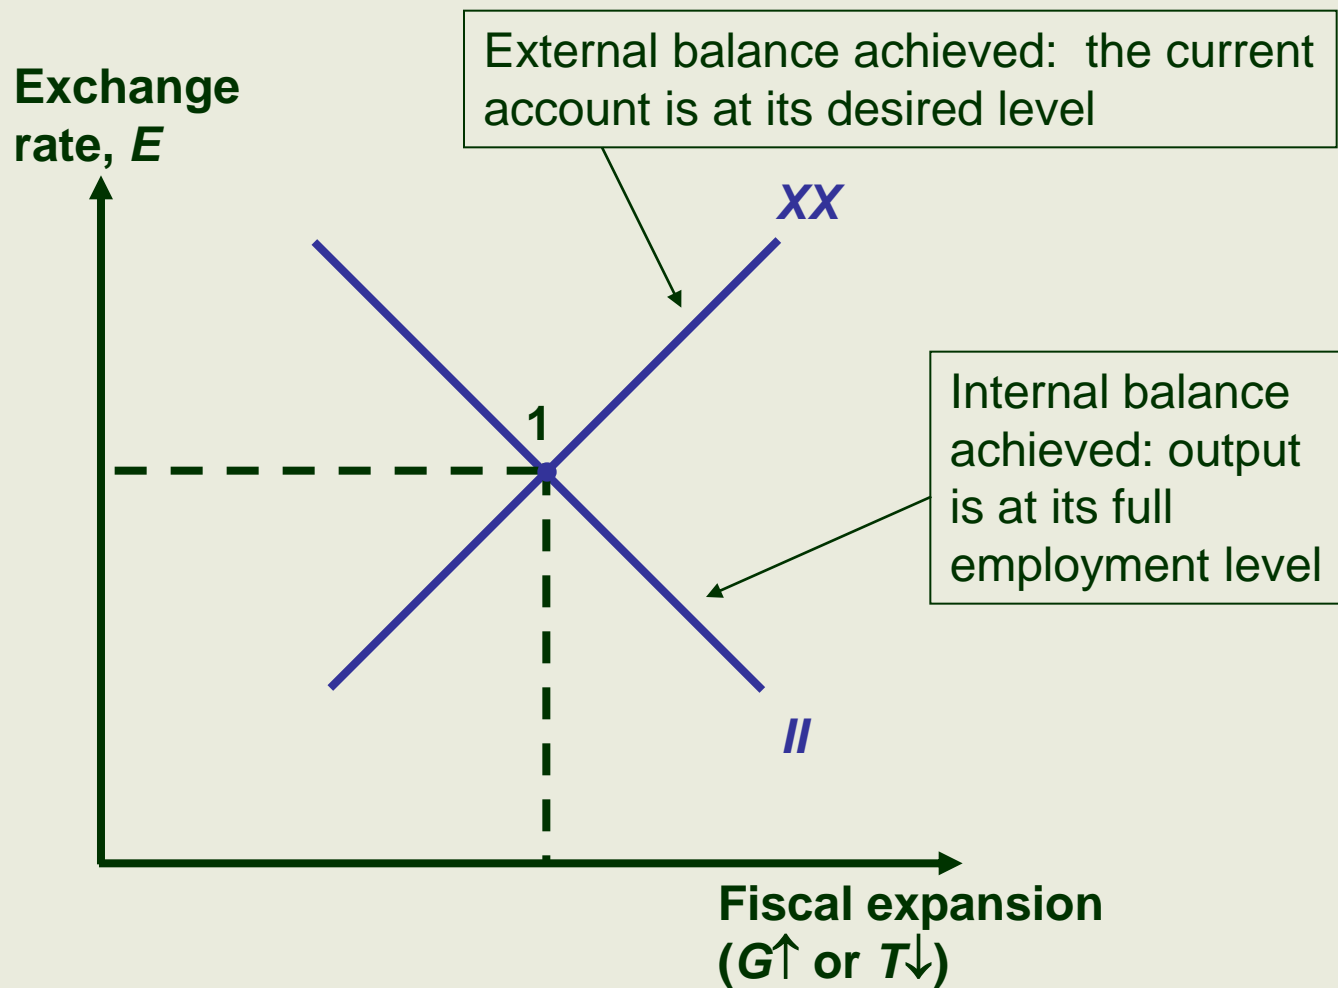 External balance achieved:  the current
account is at its desired level
Exchange
rate, E
XX
1
Internal balance
achieved: output
is at its full
employment level
II
Fiscal expansion
(G↑ or T↓)